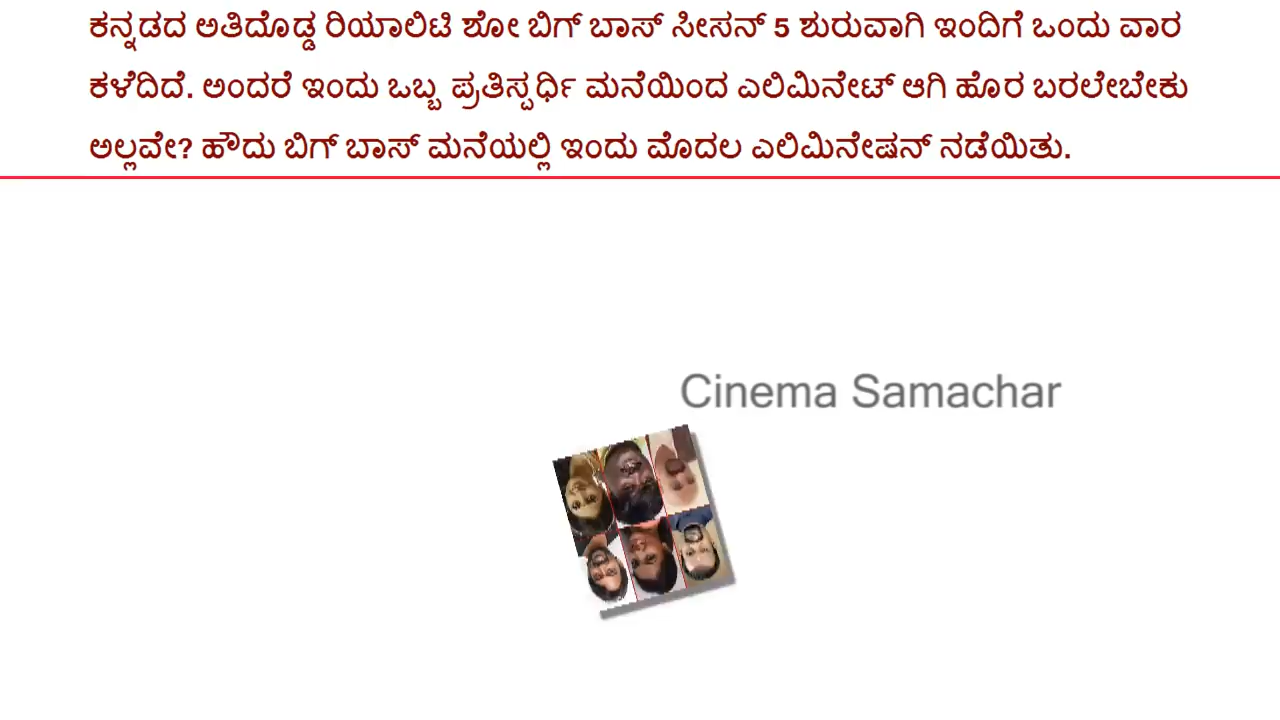 ಕನ್ನಡದ ಅತಿದೊಡ್ಡ ರಿಯಾಲಿಟಿ ಶೋ ಬಿಗ್ ಬಾಸ್ ಸೀಸನ್ 5 ಶುರುವಾಗಿ ಇಂದಿಗೆ ಒಂದು ವಾರ
ಕಳೆದಿದೆ. ಅಂದರೆ ಇಂದು ಒಬ್ಬ ಪ್ರತಿಸ್ಪರ್ಧಿ ಮನೆಯಿಂದ ಎಲಿಮಿನೇಟ್ ಆಗಿ ಹೊರ ಬರಲೇಬೇಕು
ಅಲ್ಲವೇ? ಹೌದು ಬಿಗ್ ಬಾಸ್ ಮನೆಯಲ್ಲಿ ಇಂದು ಮೊದಲ ಎಲಿಮಿನೇಷನ್ ನಡೆಯಿತು.
Cinema Samachar